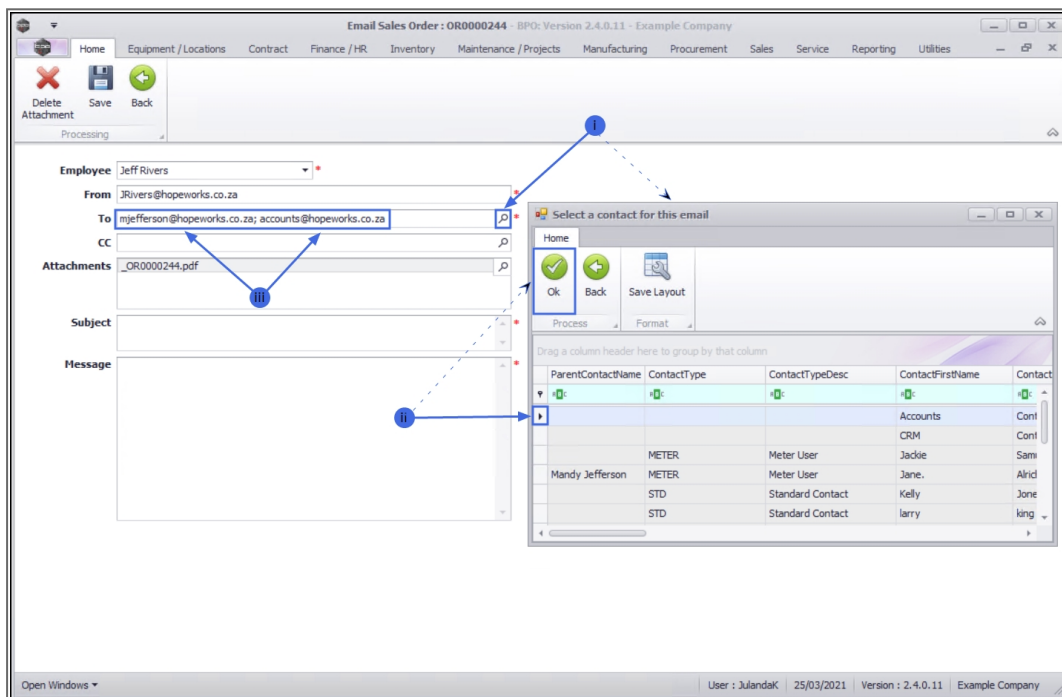 Email Sales Order : OR0000244 - BPO: Version 2.4.0.11 - Example Company
Home Equipment / Locations Contract Finance / HR Inventory Maintenance / Projects Manufacturing Procurement Sales Service Reporting Utilities
Delete Attachment Save Back
Processing
i
Employee Jeff Rivers *
From JRivers@hopeworks.co.za *
To mjefferson@hopeworks.co.za; accounts@hopeworks.co.za *
CC
Attachments _OR0000244.pdf
iii
Subject *
Message *
ii
Select a contact for this email
Home
Ok Back Save Layout
Process Format
Drag a column header here to group by that column
ParentContactName ContactType ContactTypeDesc ContactFirstName Contact
Accounts Cont
CRM Cont
METER Meter User Jackie Samu
Mandy Jefferson METER Meter User Jane. Alrid
STD Standard Contact Kelly Jone
STD Standard Contact larry king
Open Windows User : JulandaK 25/03/2021 Version : 2.4.0.11 Example Company